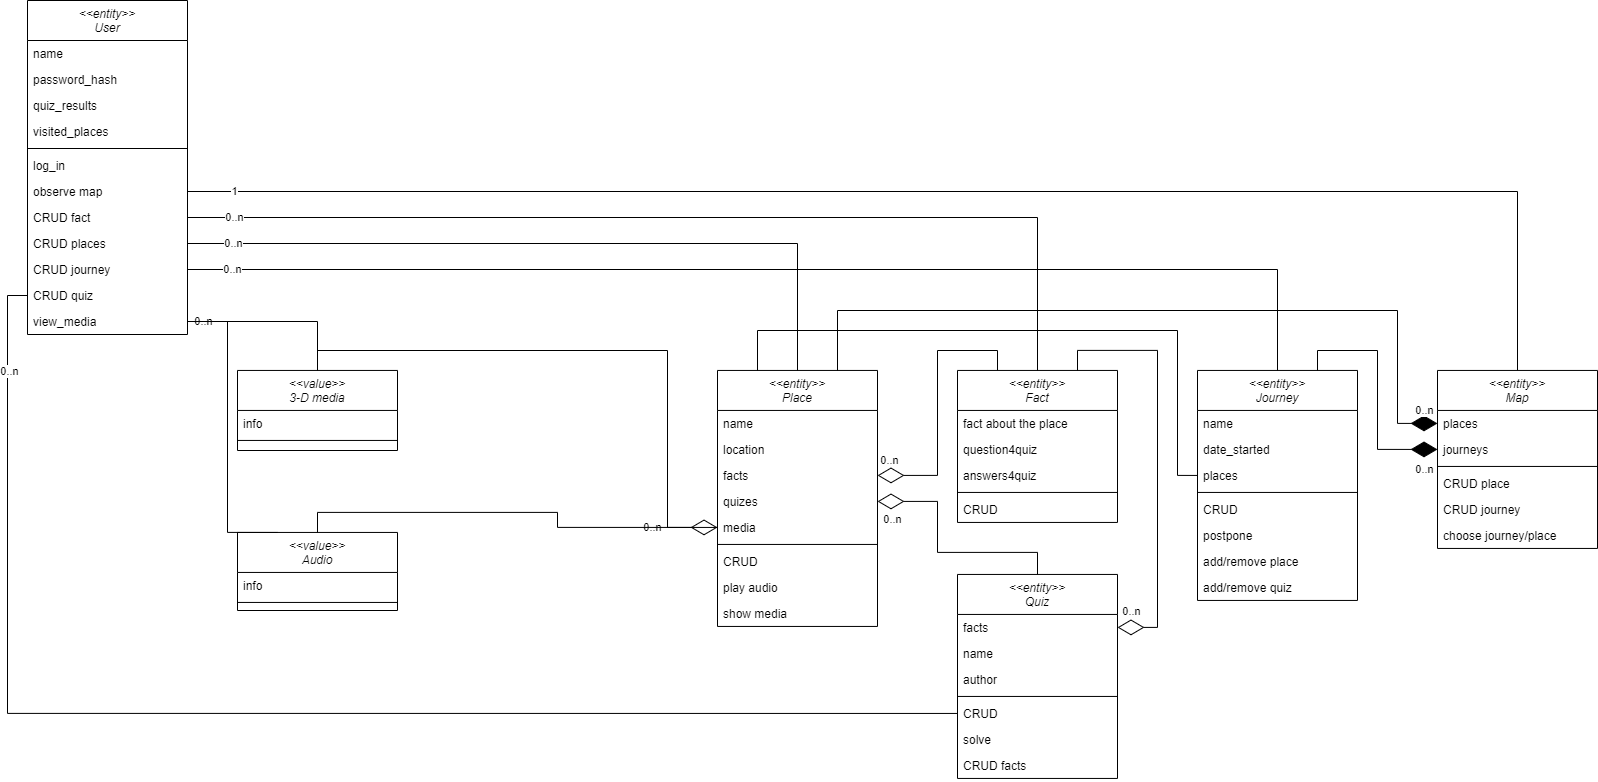 <<entity>>
User
name
password_hash
quiz_results
visited_places
log_in
observe map
CRUD fact
CRUD places
CRUD journey
CRUD quiz
view_media
1
0..n
0..n
0..n
0..n
0..n
<<value>>
3-D media
info
<<value>>
Audio
info
0..n
<<entity>>
Place
name
location
facts
quizes
media
CRUD
play audio
show media
0..n
0..n
<<entity>>
Fact
fact about the place
question4quiz
answers4quiz
CRUD
<<entity>>
Quiz
facts
name
author
CRUD
solve
CRUD facts
0..n
<<entity>>
Journey
name
date_started
places
CRUD
postpone
add/remove place
add/remove quiz
0..n
0..n
<<entity>>
Map
places
journeys
CRUD place
CRUD journey
choose journey/place